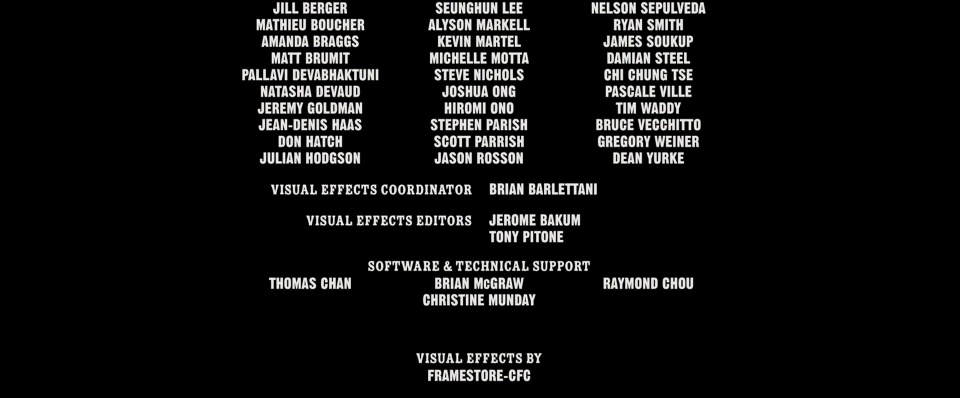 JILL BERGER SEUNGHUN LEE NELSON SEPULVEDA
MATHIEU BOUCHER ALYSON MARKELL RYAN SMITH
AMANDA BRAGGS KEVIN MARTEL JAMES SOUKUP
MATT BRUMIT MICHELLE MOTTA DAMIAN STEEL
PALLAVI DEVABHAKTUNI STEVE NICHOLS CHI CHUNG TSE
NATASHA DEVAUD JOSHUA ONG PASCALE VILLE
JEREMY GOLDMAN HIROMI ONO TIM WADDY
JEAN-DENIS HAAS STEPHEN PARISH BRUCE VECCHITTO
DON HATCH SCOTT PARRISH GREGORY WEINER
JULIAN HODGSON JASON ROSSON DEAN YURKE
VISUAL EFFECTS COORDINATOR BRIAN BARLETTANI
VISUAL EFFECTS EDITORS JEROME BAKUM
TONY PITONE
SOFTWARE & TECHNICAL SUPPORT
THOMAS CHAN BRIAN McGRAW RAYMOND CHOU
CHRISTINE MUNDAY
VISUAL EFFECTS BY
FRAMESTORE-CFC